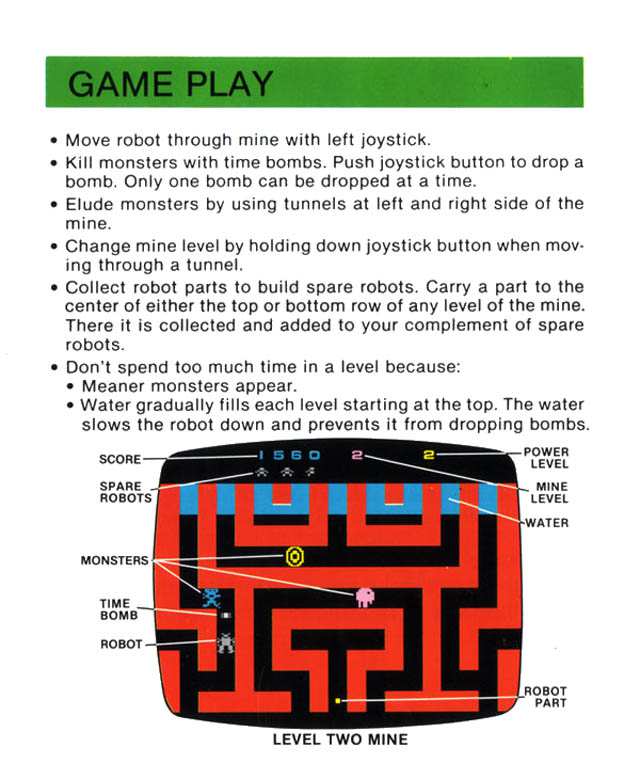 GAME PLAY
• Move robot through mine with left joystick.
• Kill monsters with time bombs. Push joystick button to drop a
bomb. Only one bomb can be dropped at a time.
• Elude monsters by using tunnels at left and right side of the
mine.
• Change mine level by holding down joystick button when mov-
ing through a tunnel.
• Collect robot parts to build spare robots. Carry a part to the
center of either the top or bottom row of any level of the mine.
There it is collected and added to your complement of spare
robots.
• Don't spend too much time in a level because:
• Meaner monsters appear.
• Water gradually fills each level starting at the top. The water
slows the robot down and prevents it from dropping bombs.
SCORE
1560 2 2
POWER
LEVEL
SPARE
ROBOTS
MINE
LEVEL
WATER
MONSTERS
TIME
BOMB
ROBOT
ROBOT
PART
LEVEL TWO MINE